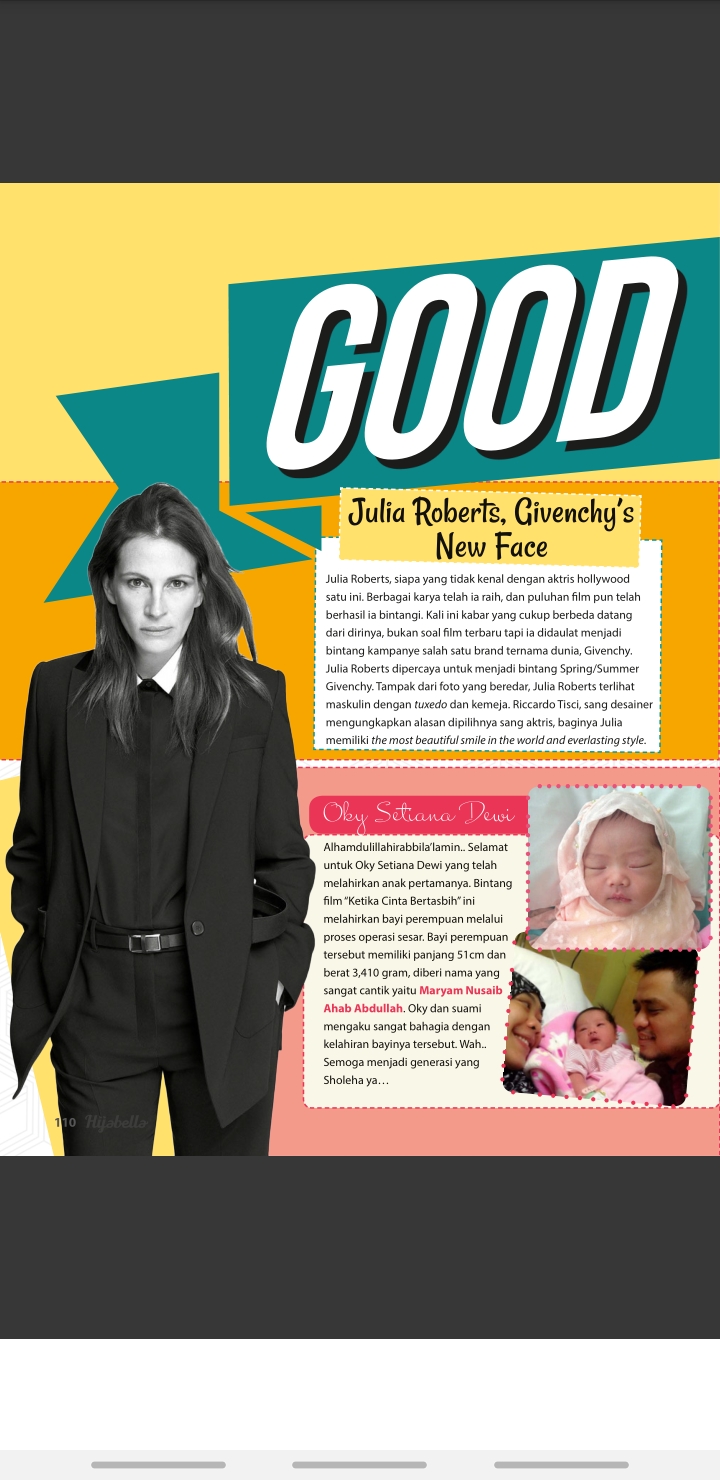 GOOD
Julia Roberts, Givenchy's
New Face
Julia Roberts, siapa yang tidak kenal dengan aktris hollywood
satu ini. Berbagai karya telah ia raih, dan puluhan film pun telah
berhasil ia bintangi. Kali ini kabar yang cukup berbeda datang
dari dirinya, bukan soal film terbaru tapi ia didaulat menjadi
bintang kampanye salah satu brand ternama dunia, Givenchy.
Julia Roberts dipercaya untuk menjadi bintang Spring/Summer
Givenchy. Tampak dari foto yang beredar, Julia Roberts terlihat
maskulin dengan tuxedo dan kemeja. Riccardo Tisci, sang desainer
mengungkapkan alasan dipilihnya sang aktris, baginya Julia
memiliki the most beautiful smile in the world and everlasting style.
Oky Setiana Dewi
Alhamdulillahirabbila'lamin.. Selamat
untuk Oky Setiana Dewi yang telah
melahirkan anak pertamanya. Bintang
film "Ketika Cinta Bertasbih" ini
melahirkan bayi perempuan melalui
proses operasi sesar. Bayi perempuan
tersebut memiliki panjang 51cm dan
berat 3,410 gram, diberi nama yang
sangat cantik yaitu Maryam Nusaib
Ahab Abdullah. Oky dan suami
mengaku sangat bahagia dengan
kelahiran bayinya tersebut. Wah..
Semoga menjadi generasi yang
Sholeha ya…
110 Hijabella